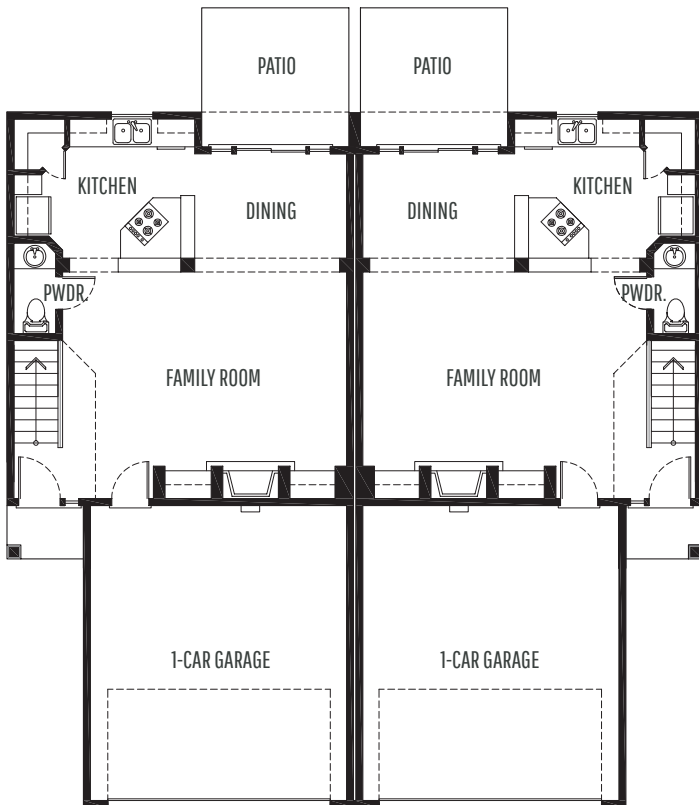 PATIO
PATIO
KITCHEN
KITCHEN
DINING
DINING
PWDR.
PWDR.
FAMILY ROOM
FAMILY ROOM
1-CAR GARAGE
1-CAR GARAGE